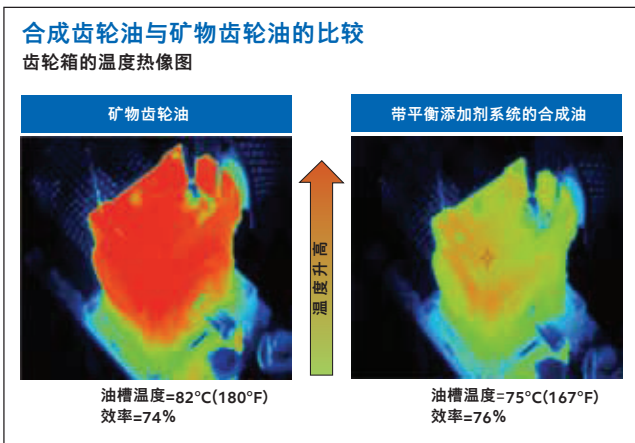 合成齿轮油与矿物齿轮油的比较
齿轮箱的温度热像图
矿物齿轮油
带平衡添加剂系统的合成油
温度升高
油槽温度=82°C(180°F)
效率=74%
油槽温度=75°C(167°F)
效率=76%